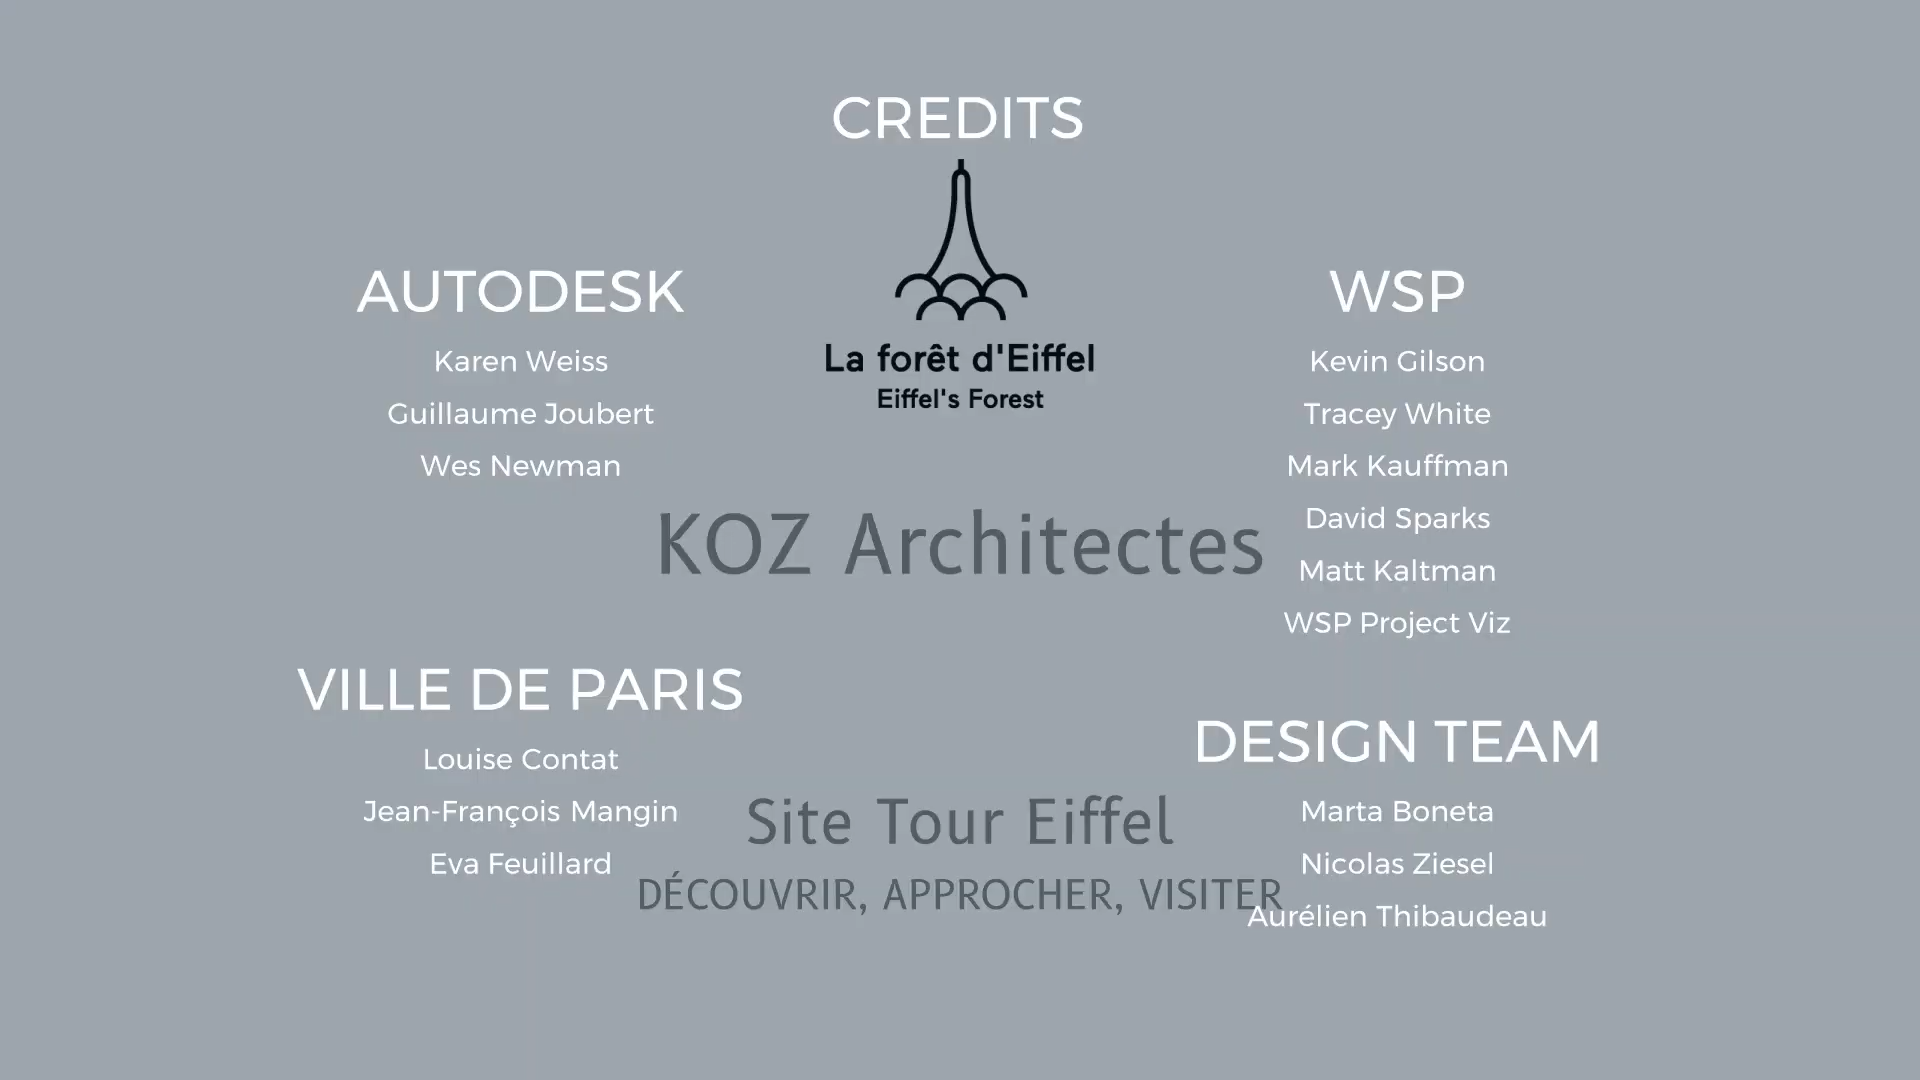 CREDITS
La forêt d'Eiffel
Eiffel's Forest
AUTODESK
Karen Weiss
Guillaume Joubert
Wes Newman
WSP
Kevin Gilson
Tracey White
Mark Kauffman
David Sparks
Matt Kaltman
WSP Project Viz
KOZ Architectes
VILLE DE PARIS
Louise Contat
Jean-François Mangin
Eva Feuillard
Site Tour Eiffel
DÉCOUVRIR, APPROCHER, VISITER
DESIGN TEAM
Marta Boneta
Nicolas Ziesel
Aurélien Thibaudeau